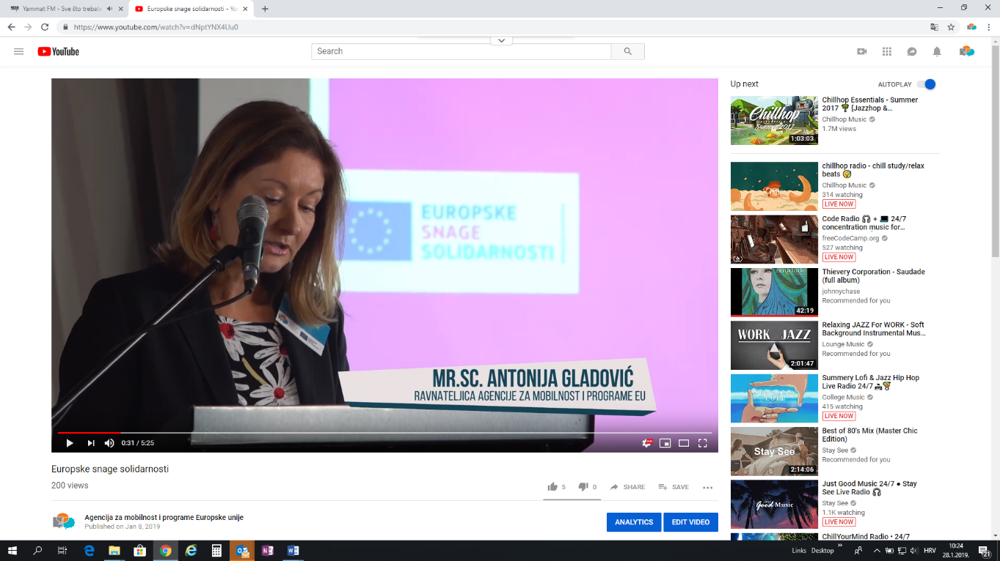 Yammat FM - Sve što trebate
Europske snage solidarnosti - Yo
https://www.youtube.com/watch?v=dNptYNX4Uu0
YouTube
Search
EUROPSKE
SNAGE
SOLIDARNOSTI
MR.SC. ANTONIJA GLADOVIĆ
RAVNATELJICA AGENCIJE ZA MOBILNOST I PROGRAME EU
0:31 / 5:25
HD
Europske snage solidarnosti
200 views
5
0
SHARE
SAVE
Agencija za mobilnost i programe Europske unije
Published on Jan 8, 2019
ANALYTICS
EDIT VIDEO
Up next
AUTOPLAY
Chillhop
Summer 2017
1:03:03
Chillhop Essentials - Summer
2017 🌴 [Jazzhop &...
Chillhop Music
1.7M views
chillhop radio - chill study/relax
beats 😴
Chillhop Music
314 watching
LIVE NOW
Code Radio 🎧 + 💻 24/7
concentration music for...
freeCodeCamp.org
527 watching
LIVE NOW
saudade
42:19
Thievery Corporation - Saudade
(full album)
johnnychase
Recommended for you
WORK JAZZ
2:01:47
Relaxing JAZZ For WORK - Soft
Background Instrumental Mus...
Lounge Music
Recommended for you
Summery Lofi & Jazz Hip Hop
Live Radio 24/7
College Music
415 watching
LIVE NOW
Stay See
2:14:06
Best of 80's Mix (Master Chic
Edition)
Stay See
Recommended for you
Just Good Music
Just Good Music 24/7 ● Stay
See Live Radio 🎧
Stay See
1.1K watching
LIVE NOW
ChillYourMind Radio • 24/7
Links
Desktop
HRV
10:24
28.1.2019.
21